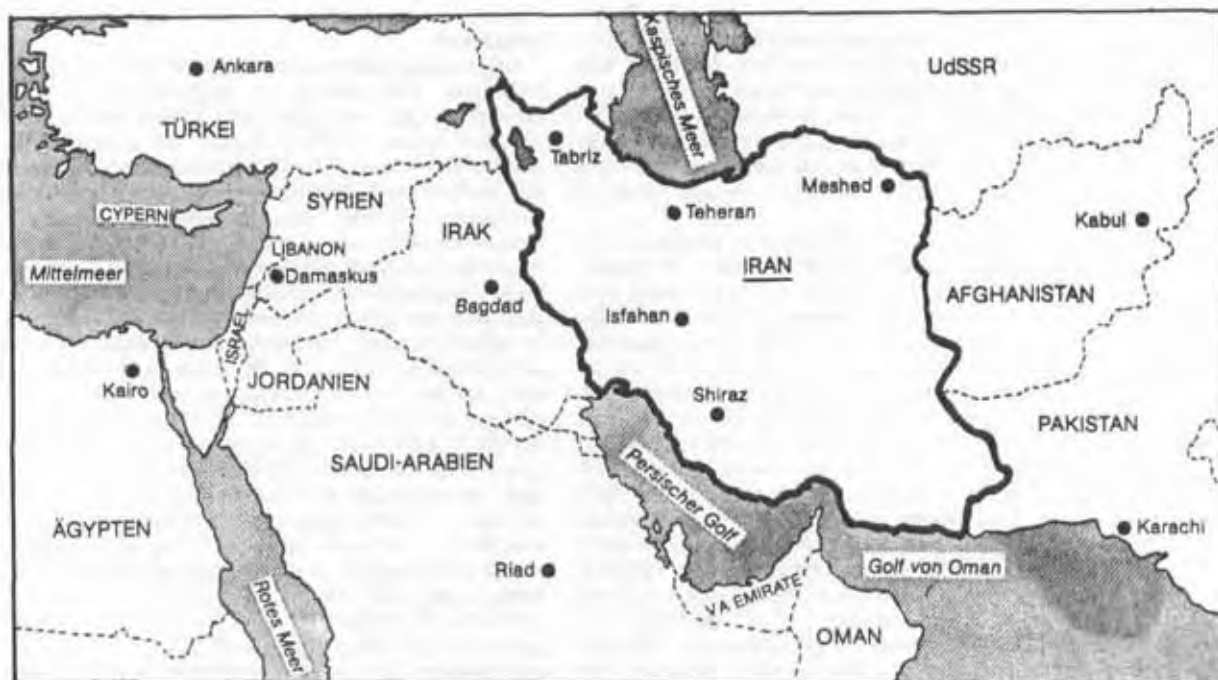 Kaspisches Meer
UdSSR
Ankara
TÜRKEI
Tabriz
Meshed
SYRIEN
CYPERN
Teheran
Kabul
IRAK
LIBANON
Mittelmeer
Damaskus
IRAN
Bagdad
AFGHANISTAN
Isfahan
ISRAEL
Kairo
JORDANIEN
Shiraz
PAKISTAN
SAUDI-ARABIEN
Persischer Golf
ÄGYPTEN
Karachi
Riad
Golf von Oman
VA EMIRATE
Rotes Meer
OMAN